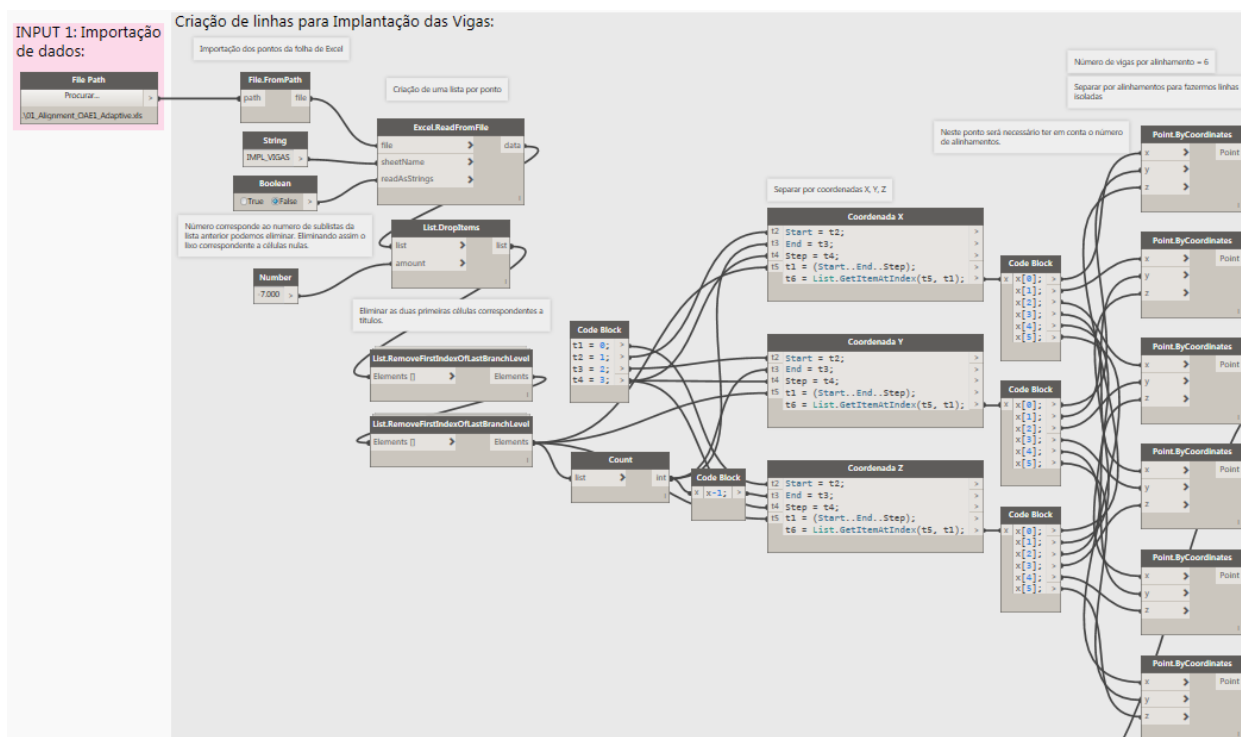 INPUT 1: Importação
de dados:
File Path
Procurar...
>
.\01_Alignment_OAE1_Adaptive.xls
Criação de linhas para Implantação das Vigas:
Importação dos pontos da folha de Excel
File.FromPath
path
file
Criação de uma lista por ponto
String
IMPL_VIGAS
>
Boolean
True
False
>
Excel.ReadFromFile
file
>
data
sheetName
>
readAsStrings
>
Número corresponde ao numero de sublistas da
lista anterior podemos eliminar. Eliminando assim o
lixo correspondente a células nulas.
List.DropItems
list
>
list
amount
>
Number
-7.000
>
Eliminar as duas primeiras células correspondentes a
títulos.
List.RemoveFirstIndexOfLastBranchLevel
Elements []
>
Elements
List.RemoveFirstIndexOfLastBranchLevel
Elements []
>
Elements
Code Block
t1 = 0; >
t2 = 1; >
t3 = 2; >
t4 = 3; >
Count
list
>
int
Code Block
x
x-1;
>
Separar por coordenadas X, Y, Z
Coordenada X
t2 Start = t2; >
t3 End = t3; >
t4 Step = t4; >
t5 t1 = (Start..End..Step); >
t6 = List.GetItemAtIndex(t5, t1); >
Coordenada Y
t2 Start = t2; >
t3 End = t3; >
t4 Step = t4; >
t5 t1 = (Start..End..Step); >
t6 = List.GetItemAtIndex(t5, t1); >
Coordenada Z
t2 Start = t2; >
t3 End = t3; >
t4 Step = t4; >
t5 t1 = (Start..End..Step); >
t6 = List.GetItemAtIndex(t5, t1); >
Code Block
x x[0]; >
x[1]; >
x[2]; >
x[3]; >
x[4]; >
x[5]; >
Code Block
x x[0]; >
x[1]; >
x[2]; >
x[3]; >
x[4]; >
x[5]; >
Code Block
x x[0]; >
x[1]; >
x[2]; >
x[3]; >
x[4]; >
x[5]; >
Número de vigas por alinhamento = 6
Separar por alinhamentos para fazermos linhas
isoladas
Neste ponto será necessário ter em conta o número
de alinhamentos.
Point.ByCoordinates
x > Point
y >
z >
Point.ByCoordinates
x > Point
y >
z >
Point.ByCoordinates
x > Point
y >
z >
Point.ByCoordinates
x > Point
y >
z >
Point.ByCoordinates
x > Point
y >
z >
Point.ByCoordinates
x > Point
y >
z >